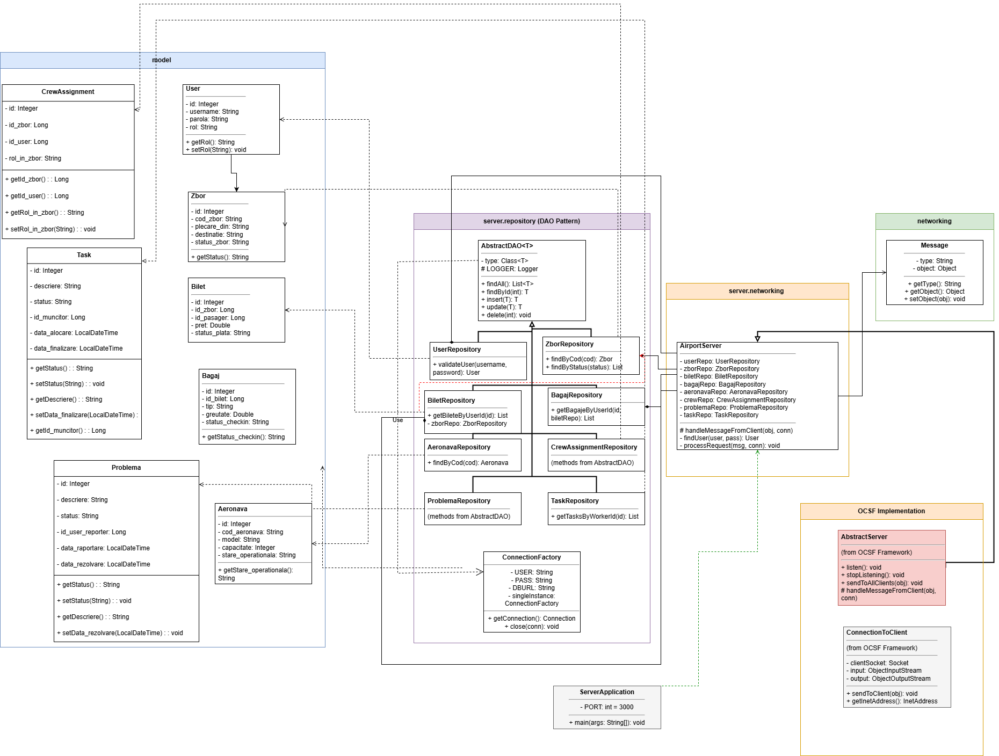 model
CrewAssignment
- id: Integer
- id_zbor: Long
- id_user: Long
- rol_in_zbor: String
+ getId_zbor() : : Long
+ getId_user() : : Long
+ getRol_in_zbor() : : String
+ setRol_in_zbor(String) : : void
User
- id: Integer
- username: String
- parola: String
- rol: String
+ getRol(): String
+ setRol(String): void
Zbor
- id: Integer
- cod_zbor: String
- plecare_din: String
- destinatie: String
- status_zbor: String
+ getStatus(): String
Task
- id: Integer
- descriere: String
- status: String
- id_muncitor: Long
- data_alocare: LocalDateTime
- data_finalizare: LocalDateTime
+ getStatus() : : String
+ setStatus(String) : : void
+ getDescriere() : : String
+ setData_finalizare(LocalDateTime) :
+ getId_muncitor() : : Long
Bilet
- id: Integer
- id_zbor: Long
- id_pasager: Long
- pret: Double
- status_plata: String
Bagaj
- id: Integer
- id_bilet: Long
- tip: String
- greutate: Double
- status_checkin: String
+ getStatus_checkin(): String
Problema
- id: Integer
- descriere: String
- status: String
- id_user_reporter: Long
- data_raportare: LocalDateTime
- data_rezolvare: LocalDateTime
+ getStatus() : : String
+ setStatus(String) : : void
+ getDescriere() : : String
+ setData_rezolvare(LocalDateTime) : : void
Aeronava
- id: Integer
- cod_aeronava: String
- model: String
- capacitate: Integer
- stare_operationala: String
+ getStare_operationala():
String
server.repository (DAO Pattern)
AbstractDAO<T>
- type: Class<T>
# LOGGER: Logger
+ findAll(): List<T>
+ findById(int): T
+ insert(T): T
+ update(T): T
+ delete(int): void
UserRepository
+ validateUser(username,
password): User
ZborRepository
+ findByCod(cod): Zbor
+ findByStatus(status): List
BiletRepository
+ getBileteByUserId(id): List
- zborRepo: ZborRepository
Use
BagajRepository
+ getBagajeByUserId(id,
biletRepo): List
AeronavaRepository
+ findByCod(cod): Aeronava
CrewAssignmentRepository
(methods from AbstractDAO)
ProblemaRepository
(methods from AbstractDAO)
TaskRepository
+ getTasksByWorkerId(id): List
ConnectionFactory
- USER: String
- PASS: String
- DBURL: String
- singleInstance:
ConnectionFactory
+ getConnection(): Connection
+ close(conn): void
server.networking
AirportServer
- userRepo: UserRepository
- zborRepo: ZborRepository
- biletRepo: BiletRepository
- bagajRepo: BagajRepository
- aeronavaRepo: AeronavaRepository
- crewRepo: CrewAssignmentRepository
- problemaRepo: ProblemaRepository
- taskRepo: TaskRepository
# handleMessageFromClient(obj, conn)
- findUser(user, pass): User
- processRequest(msg, conn): void
networking
Message
- type: String
- object: Object
+ getType(): String
+ getObject(): Object
+ setObject(obj): void
OCSF Implementation
AbstractServer
(from OCSF Framework)
+ listen(): void
+ stopListening(): void
+ sendToAllClients(obj): void
# handleMessageFromClient(obj,
conn)
ConnectionToClient
(from OCSF Framework)
- clientSocket: Socket
- input: ObjectInputStream
- output: ObjectOutputStream
+ sendToClient(obj): void
+ getInetAddress(): InetAddress
ServerApplication
- PORT: int = 3000
+ main(args: String[]): void